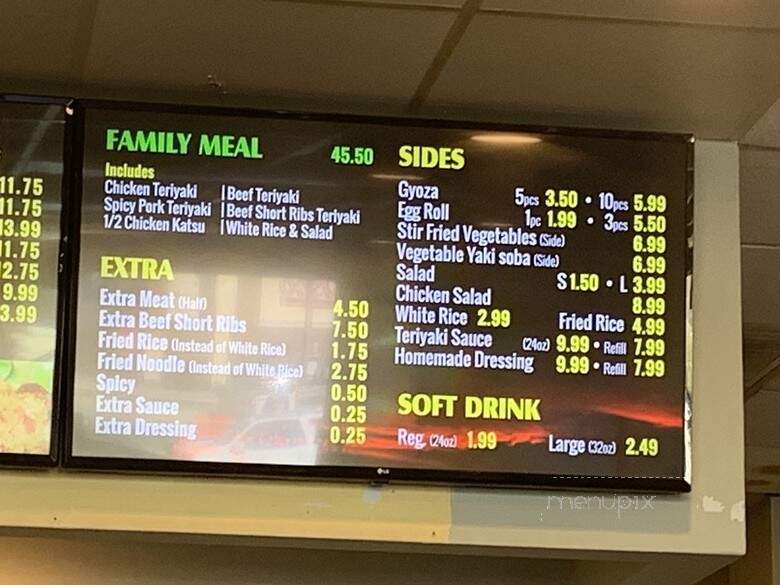 11.75
11.75
13.99
11.75
12.75
9.99
3.99
FAMILY MEAL 45.50
Includes
Chicken Teriyaki | Beef Teriyaki
Spicy Pork Teriyaki | Beef Short Ribs Teriyaki
1/2 Chicken Katsu | White Rice & Salad
EXTRA
Extra Meat (Half) 4.50
Extra Beef Short Ribs 7.50
Fried Rice (Instead of White Rice) 1.75
Fried Noodle (Instead of White Rice) 2.75
Spicy 0.50
Extra Sauce 0.25
Extra Dressing 0.25
SIDES
Gyoza 5pcs 3.50 • 10pcs 5.99
Egg Roll 1pc 1.99 • 3pcs 5.50
Stir Fried Vegetables (Side) 6.99
Vegetable Yaki soba (Side) 6.99
Salad S 1.50 • L 3.99
Chicken Salad 8.99
White Rice 2.99 Fried Rice 4.99
Teriyaki Sauce (24oz) 9.99 • Refill 7.99
Homemade Dressing 9.99 • Refill 7.99
SOFT DRINK
Reg. (24oz) 1.99 Large (32oz) 2.49
LG
menupix